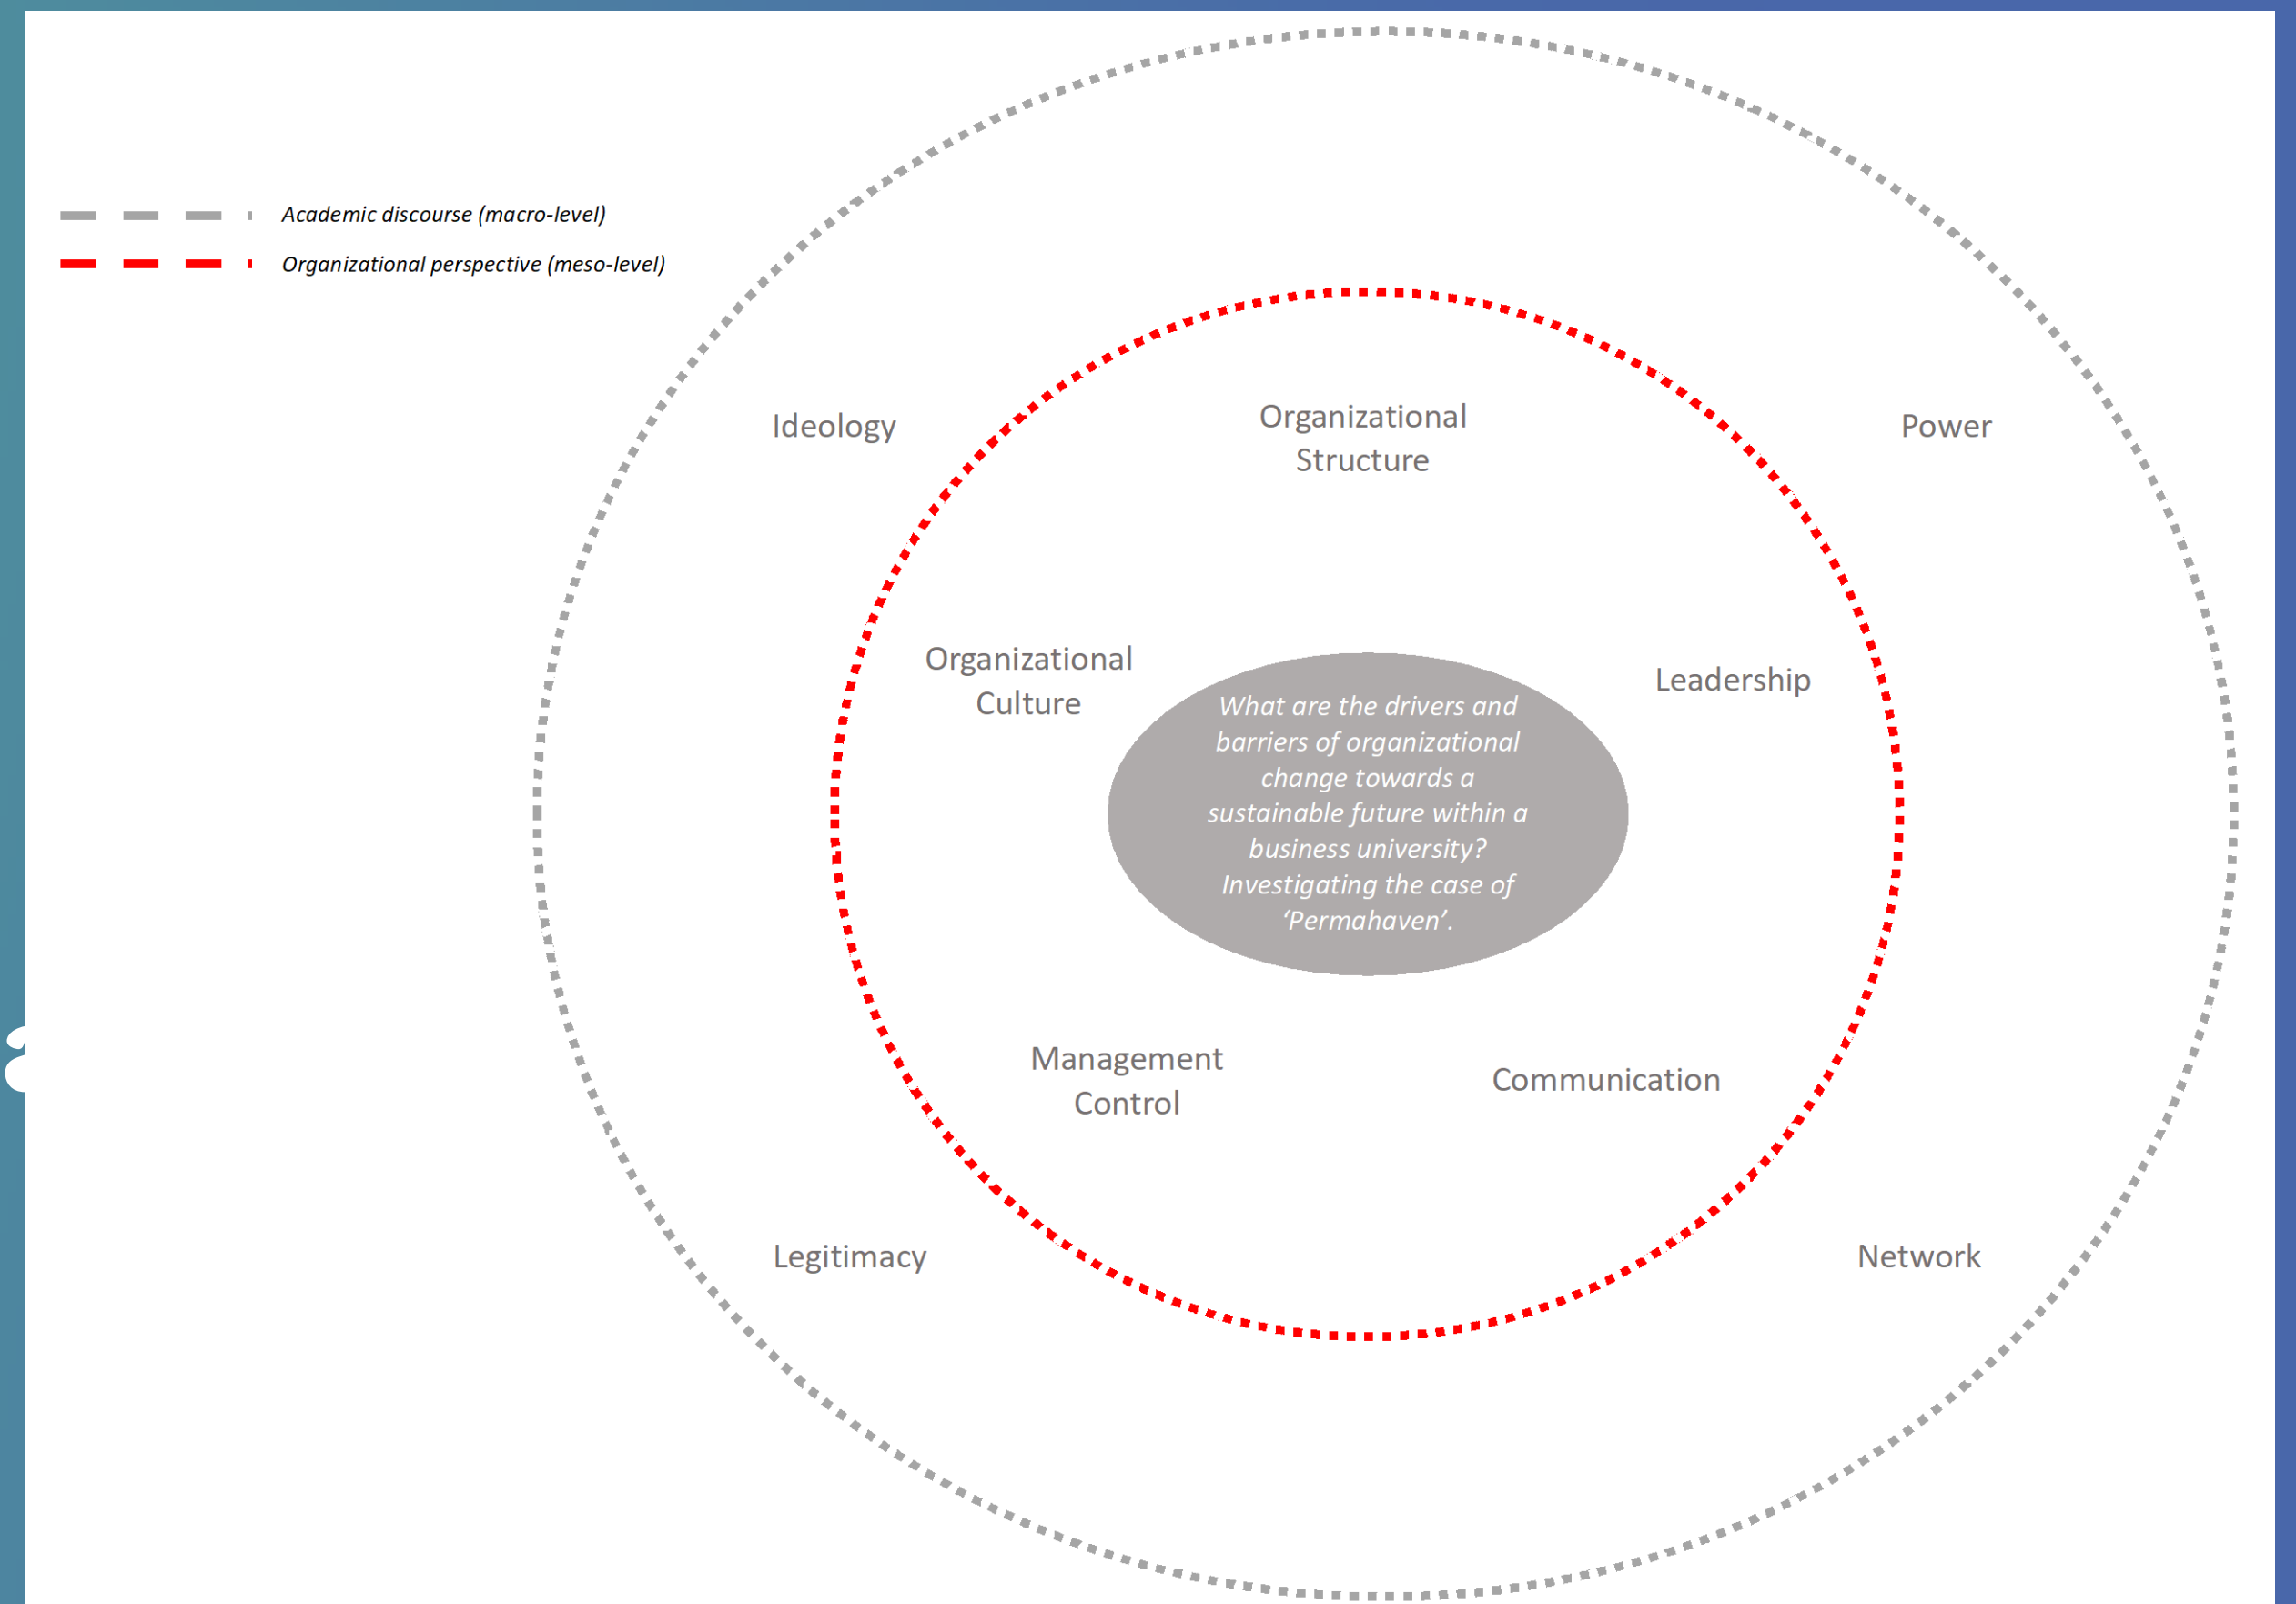 Academic discourse (macro-level)
Organizational perspective (meso-level)
Ideology
Organizational
Structure
Power
Organizational
Culture
Leadership
What are the drivers and
barriers of organizational
change towards a
sustainable future within a
business university?
Investigating the case of
‘Permahaven’.
Management
Control
Communication
Legitimacy
Network